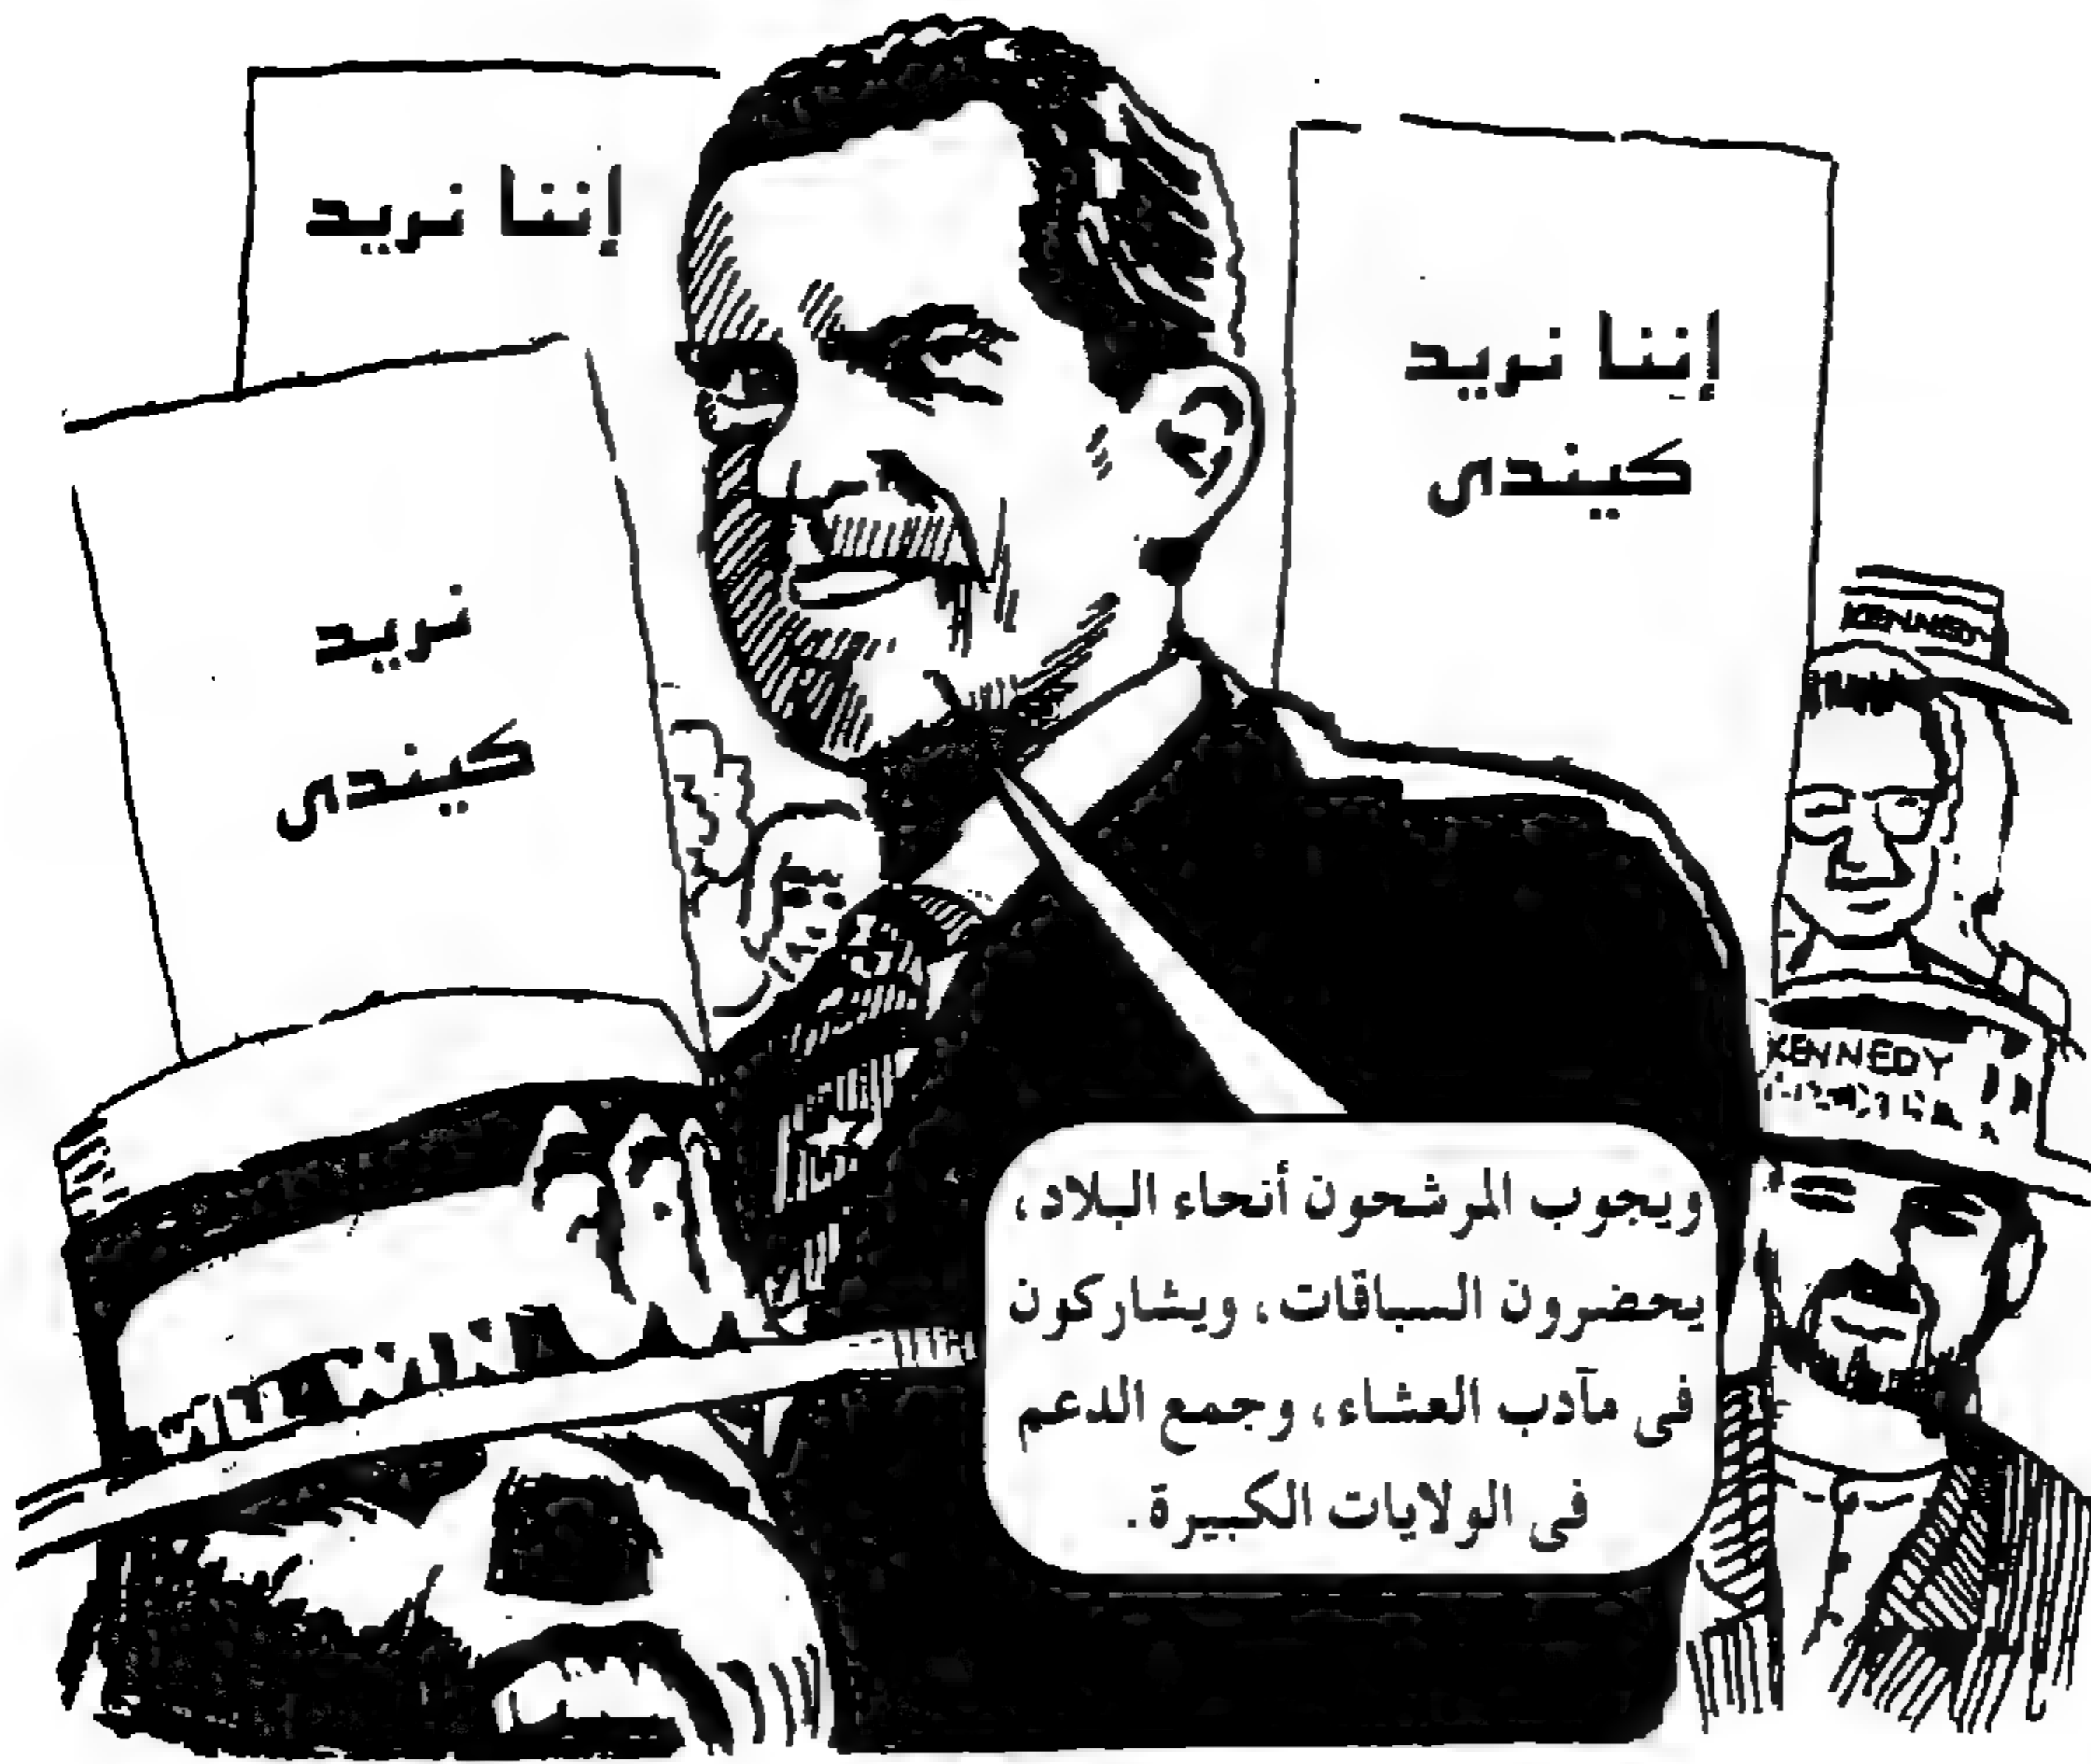 إننا نريد
إننا نريد
كيندى
نريد
كيندى
KENNEDY
KENNEDY
ويجوب المرشحون أنحاء البلاد،
يحضرون السباقات، ويشاركون
فى مآدب العشاء، وجمع الدعم
فى الولايات الكبيرة.
WIN